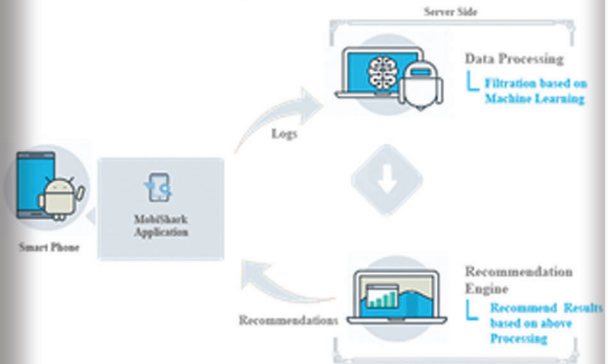 Server Side
Data Processing
Filtration based on
Machine Learning
Logs
MobiShark
Application
Smart Phone
Recommendation
Engine
Recommend Results
based on above
Processing
Recommendations